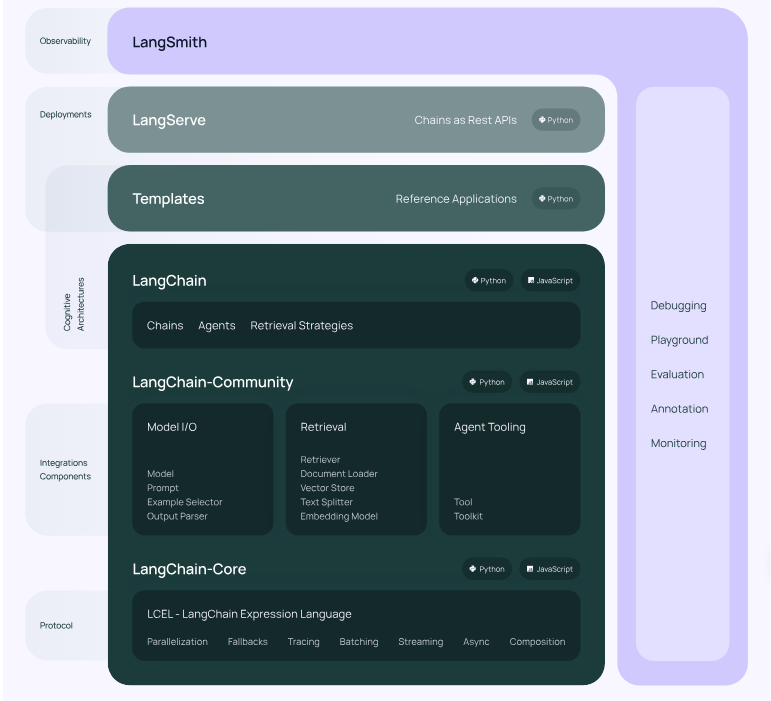 Observability
LangSmith
Deployments
LangServe
Chains as Rest APIs
Python
Templates
Reference Applications
Python
Cognitive
Architectures
LangChain
Python
JavaScript
Chains Agents Retrieval Strategies
LangChain-Community
Python
JavaScript
Integrations
Components
Model I/O
Model
Prompt
Example Selector
Output Parser
Retrieval
Retriever
Document Loader
Vector Store
Text Splitter
Embedding Model
Agent Tooling
Tool
Toolkit
LangChain-Core
Python
JavaScript
Protocol
LCEL - LangChain Expression Language
Parallelization Fallbacks Tracing Batching Streaming Async Composition
Debugging
Playground
Evaluation
Annotation
Monitoring